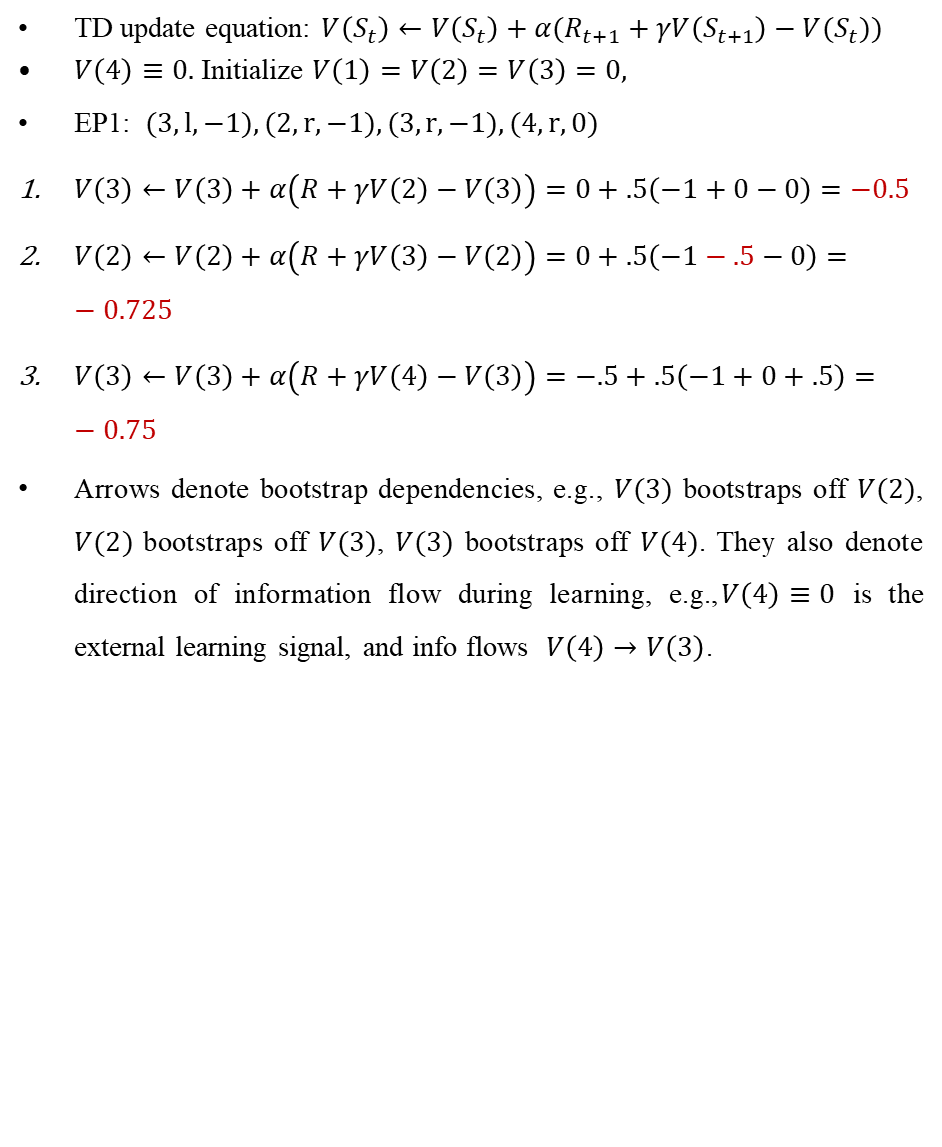 • TD update equation: V(Sₜ) ← V(Sₜ) + α(Rₜ₊₁ + γV(Sₜ₊₁) − V(Sₜ))
• V(4) ≡ 0. Initialize V(1) = V(2) = V(3) = 0,
• EP1: (3, l, −1), (2, r, −1), (3, r, −1), (4, r, 0)
1. V(3) ← V(3) + α(R + γV(2) − V(3)) = 0 + .5(−1 + 0 − 0) = −0.5
2. V(2) ← V(2) + α(R + γV(3) − V(2)) = 0 + .5(−1 − .5 − 0) =
− 0.725
3. V(3) ← V(3) + α(R + γV(4) − V(3)) = −.5 + .5(−1 + 0 + .5) =
− 0.75
• Arrows denote bootstrap dependencies, e.g., V(3) bootstraps off V(2),
V(2) bootstraps off V(3), V(3) bootstraps off V(4). They also denote
direction of information flow during learning, e.g.,V(4) ≡ 0 is the
external learning signal, and info flows V(4) → V(3).